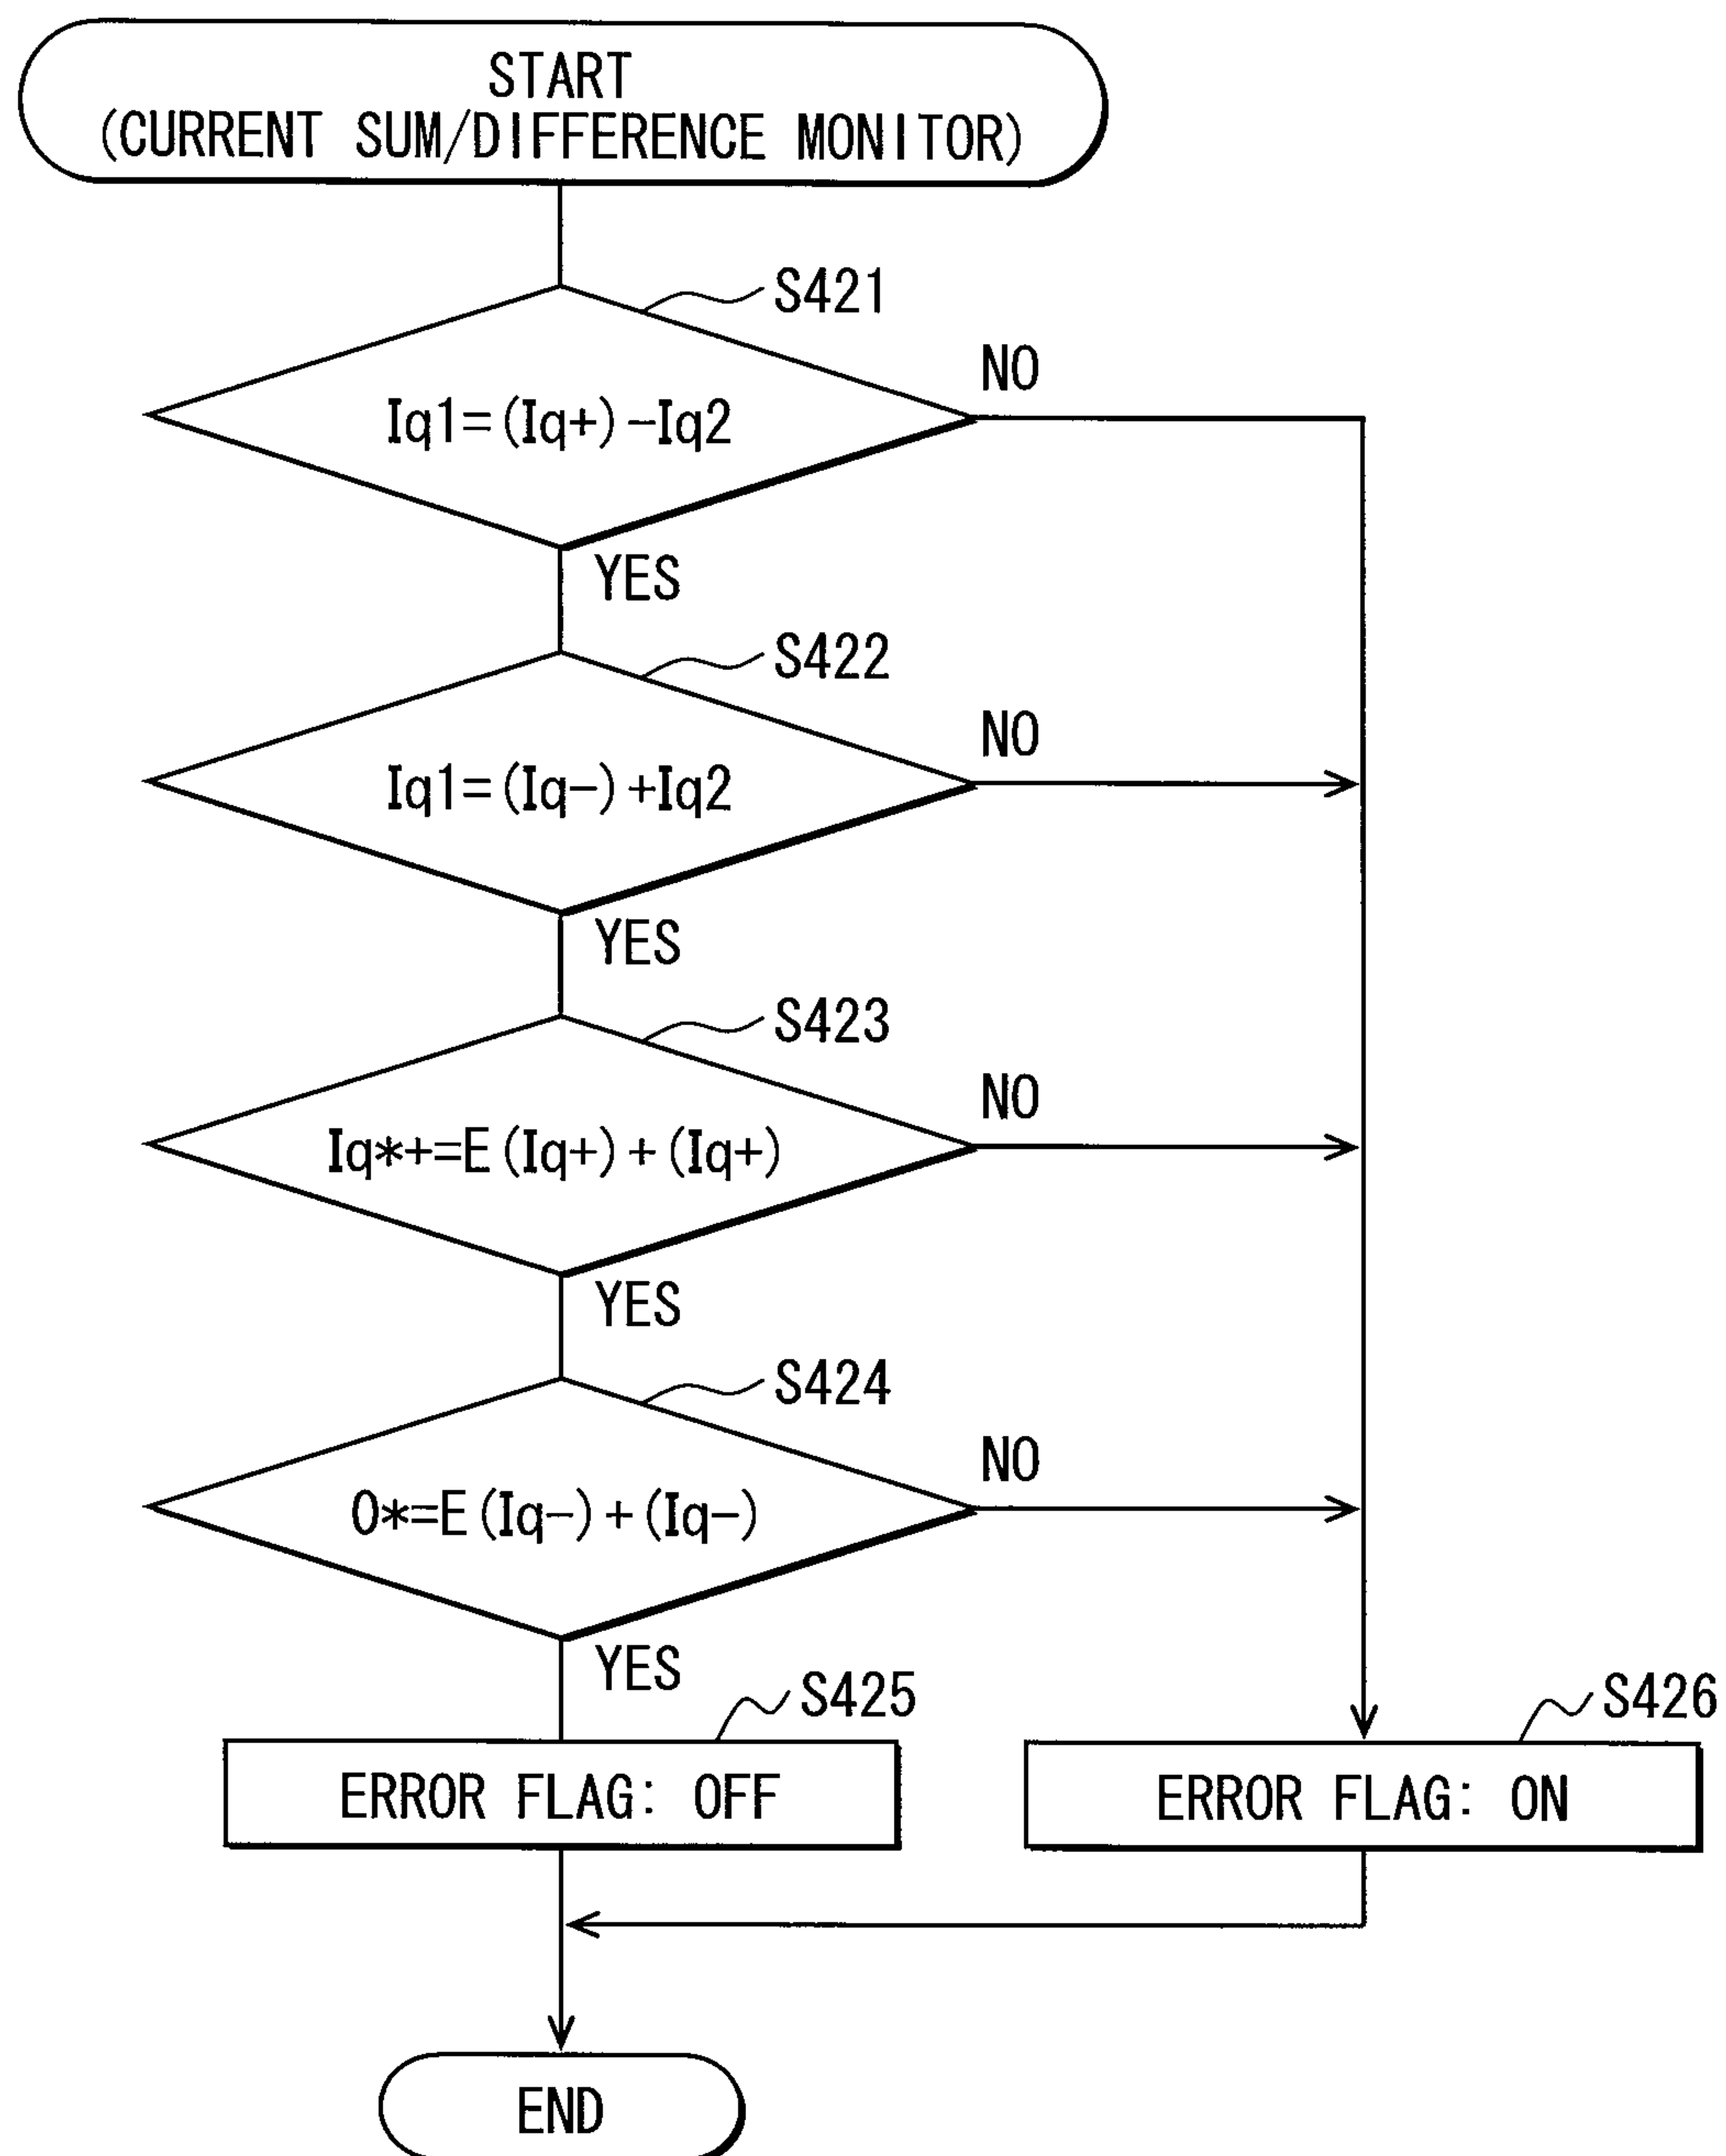 START
(CURRENT SUM/DIFFERENCE MONITOR)
S421
Iq1=(Iq+)-Iq2
NO
YES
S422
Iq1=(Iq-)+Iq2
NO
YES
S423
Iq*+=E(Iq+)+(Iq+)
NO
YES
S424
0*=E(Iq-)+(Iq-)
NO
YES
S425
ERROR FLAG: OFF
S426
ERROR FLAG: ON
END